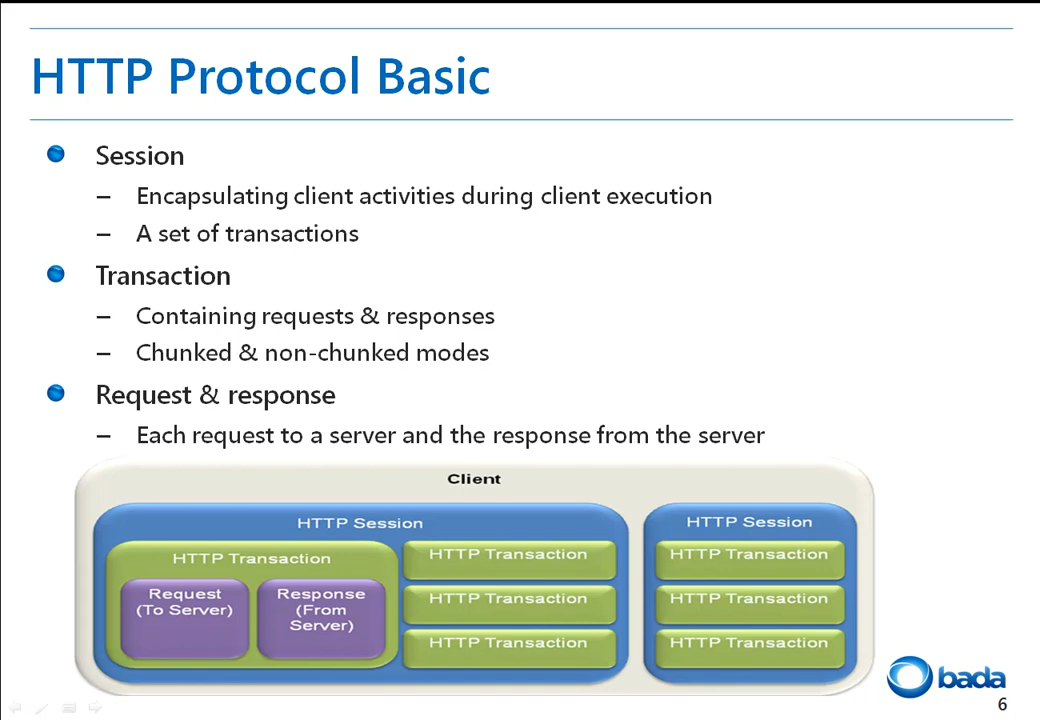 HTTP Protocol Basic
Session
– Encapsulating client activities during client execution
– A set of transactions
Transaction
– Containing requests & responses
– Chunked & non-chunked modes
Request & response
– Each request to a server and the response from the server
Client
HTTP Session
HTTP Transaction
Request
(To Server)
Response
(From
Server)
HTTP Transaction
HTTP Transaction
HTTP Transaction
HTTP Session
HTTP Transaction
HTTP Transaction
HTTP Transaction
bada
6